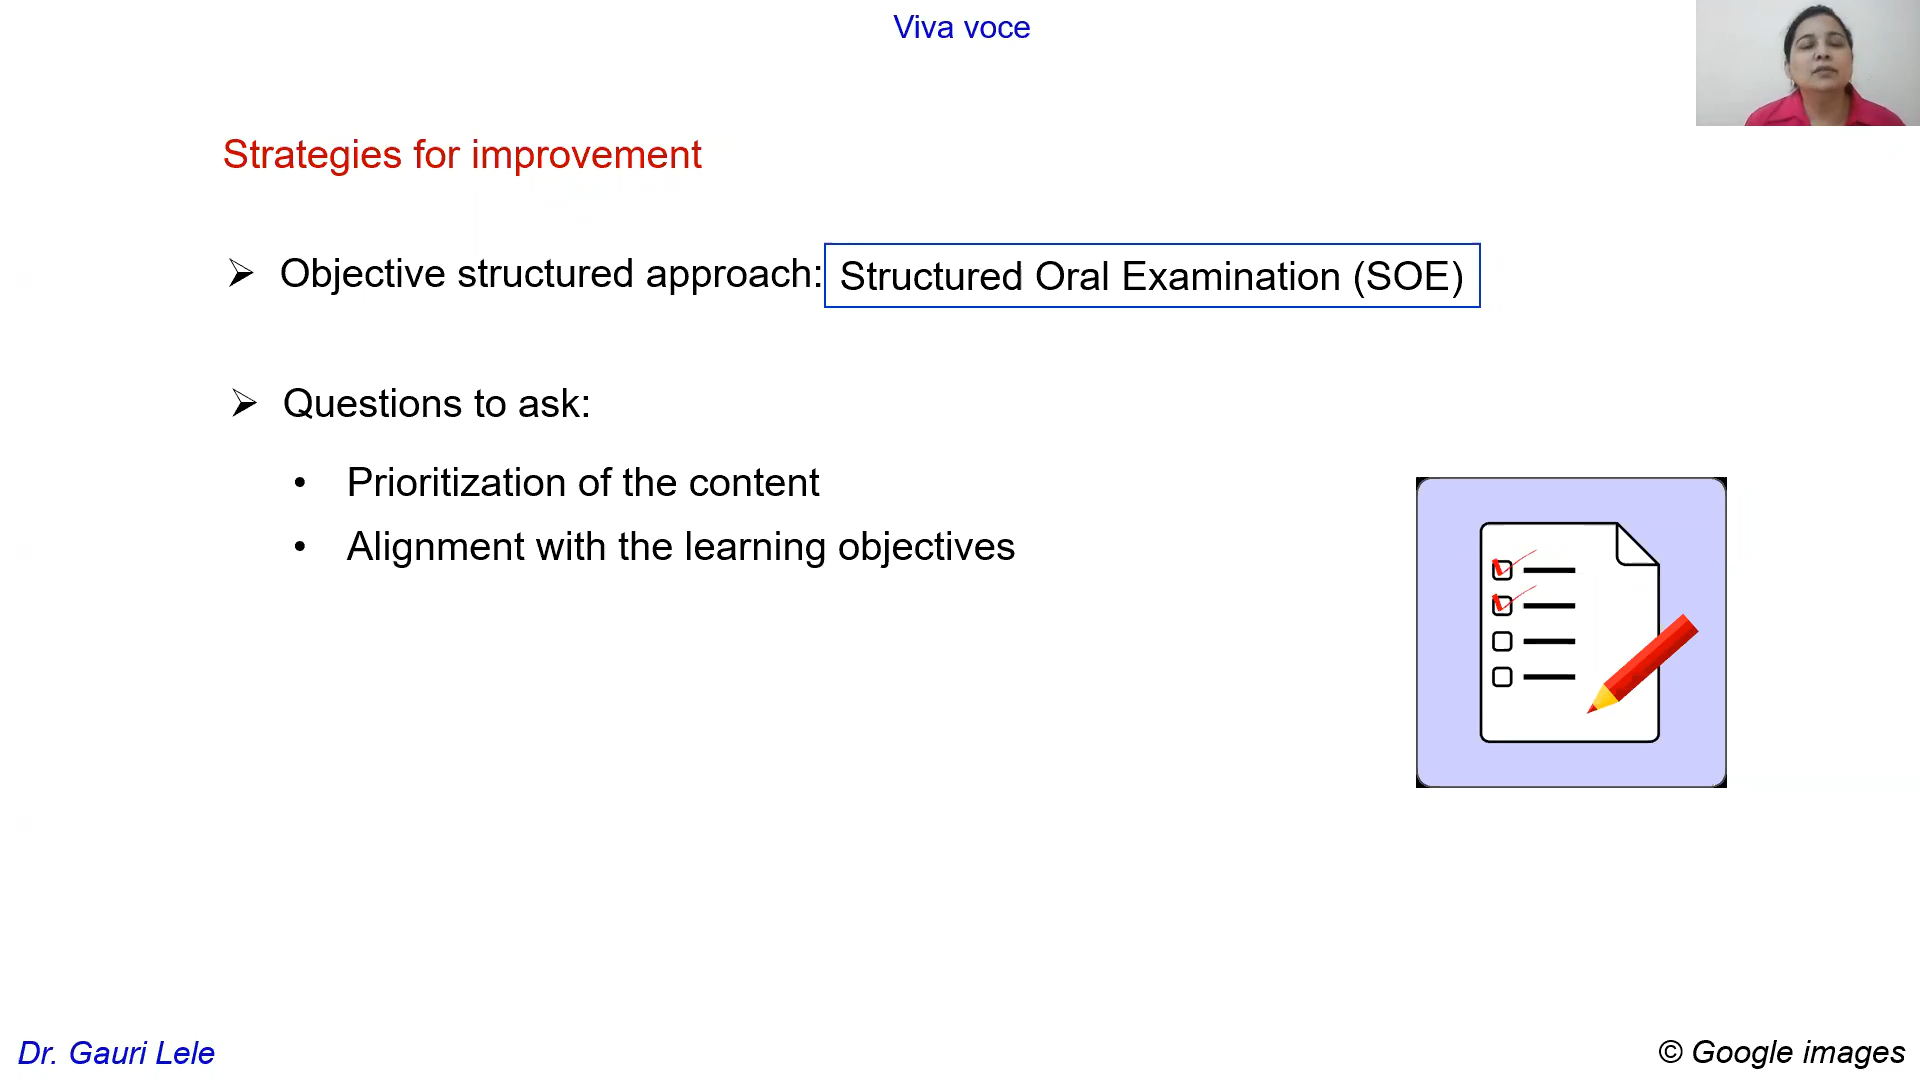 Viva voce
Strategies for improvement
➢ Objective structured approach: Structured Oral Examination (SOE)
➢ Questions to ask:
• Prioritization of the content
• Alignment with the learning objectives
Dr. Gauri Lele
© Google images